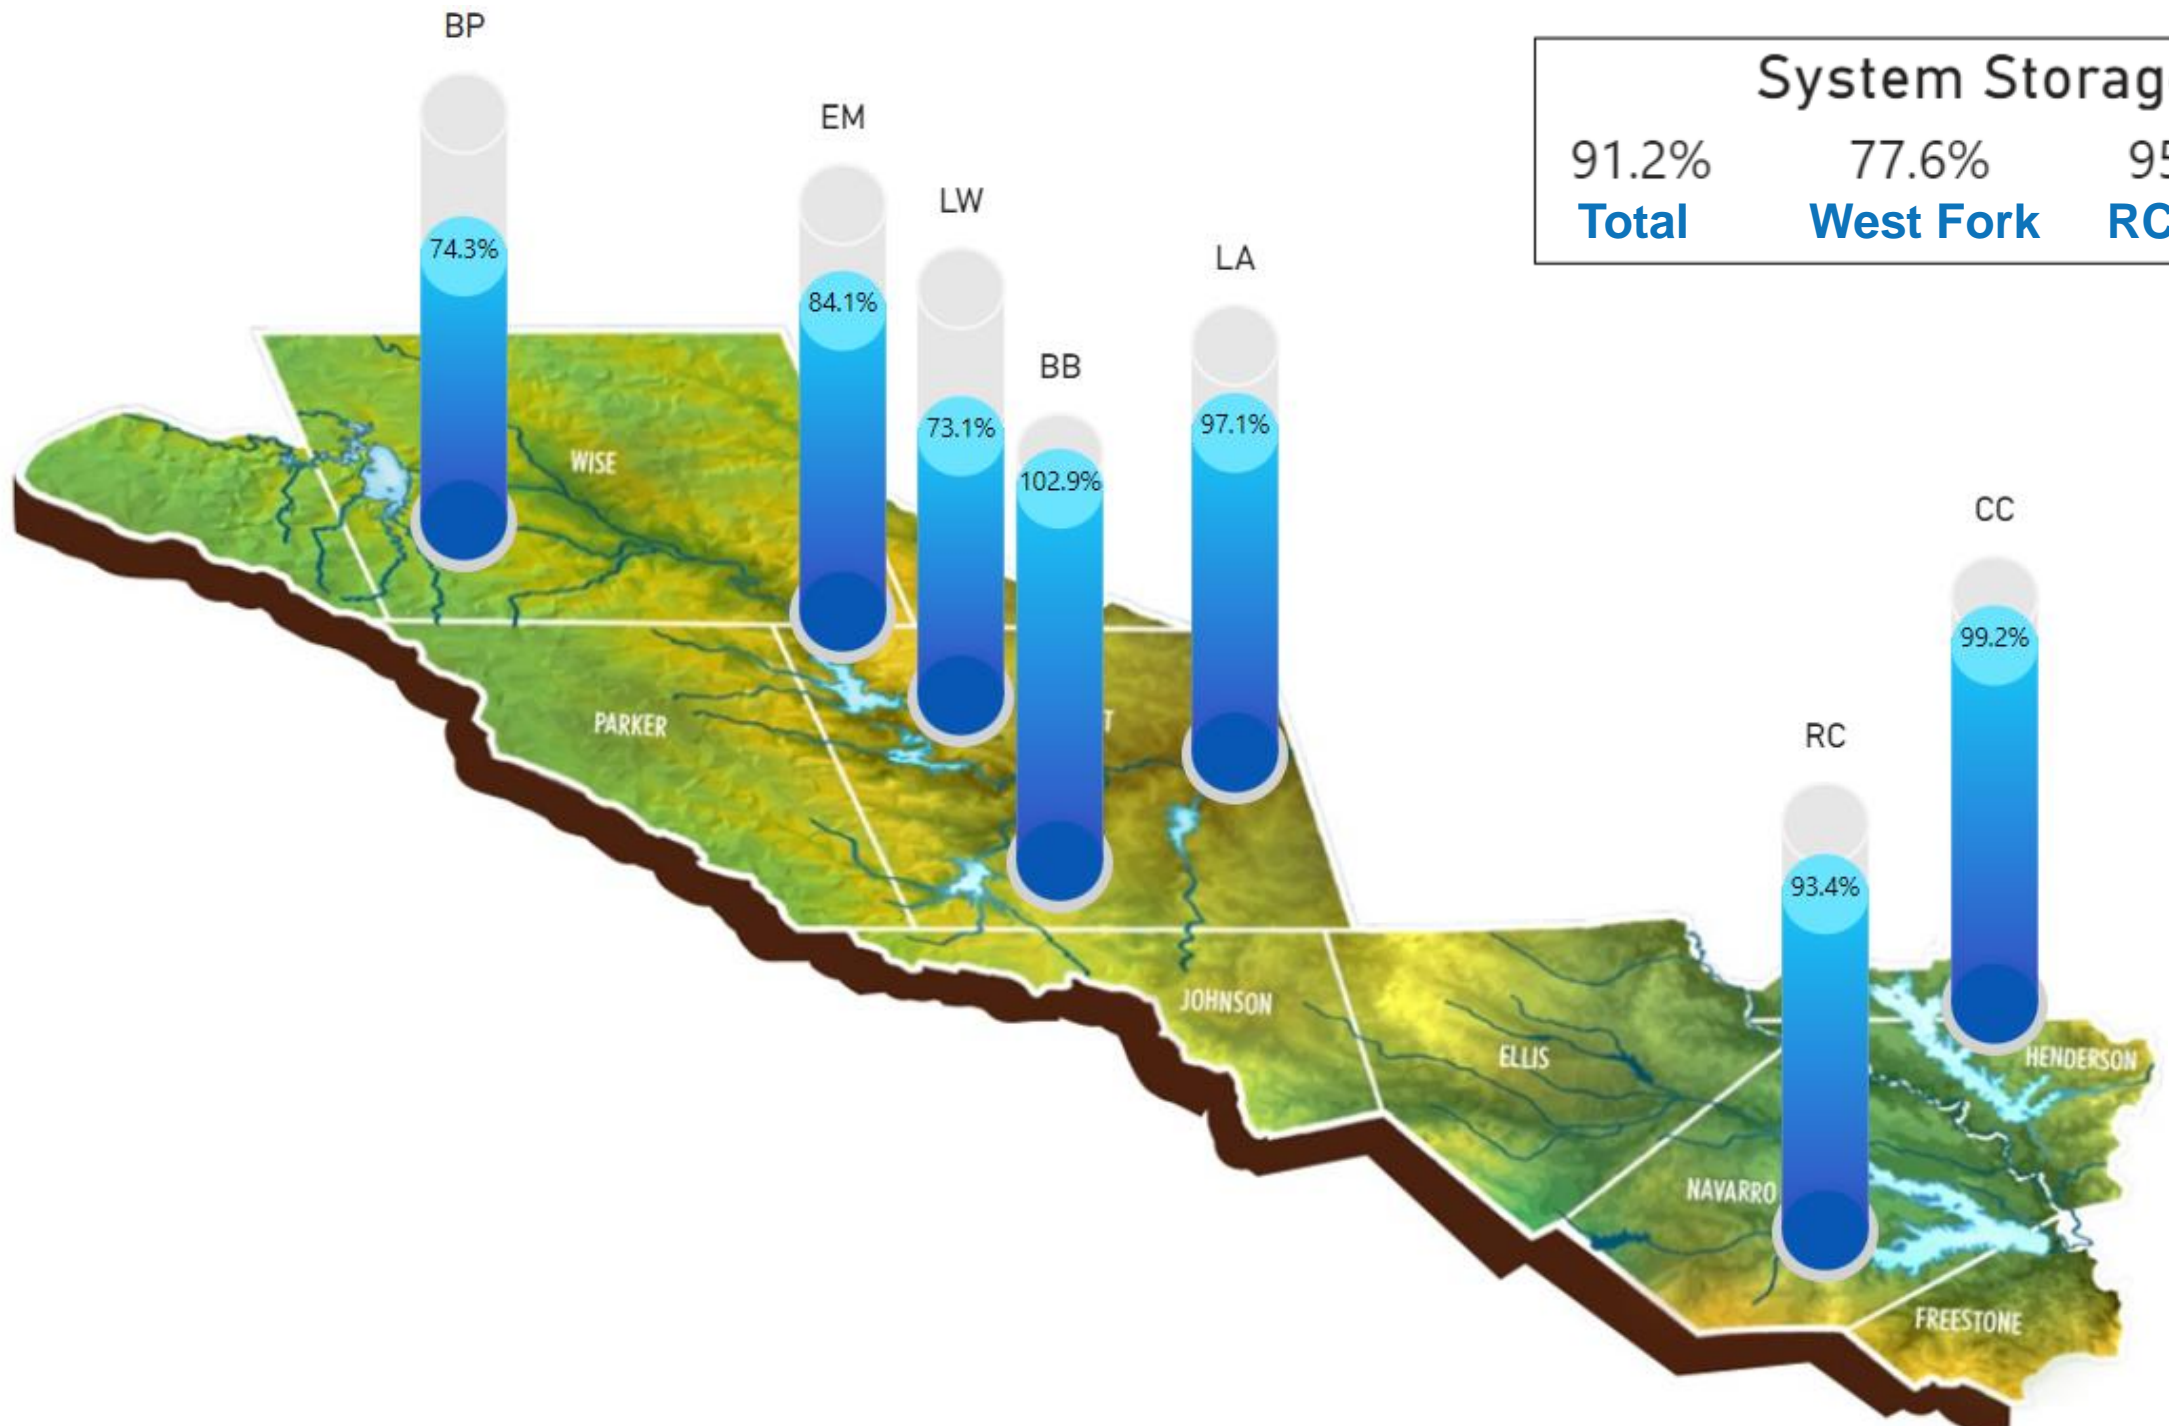 BP
EM
System Storag
91.2% 77.6% 95
Total West Fork RC
LW
74.3%
LA
84.1%
BB
73.1%
97.1%
WISE
102.9%
CC
99.2%
PARKER
T
RC
93.4%
JOHNSON
ELLIS
HENDERSON
NAVARRO
FREESTONE